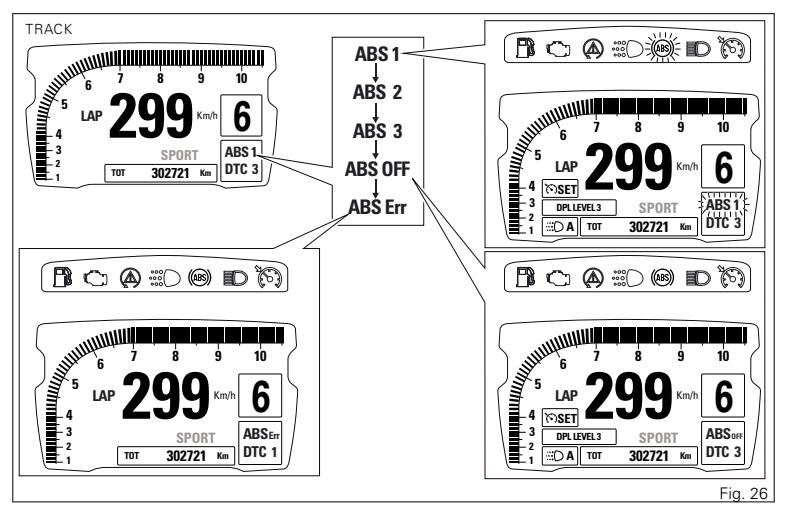 TRACK
7 8 9 10
6
5
4
3
2
1
LAP 299 Km/h 6
SPORT
TOT 302721 Km
ABS 1
DTC 3
ABS 1
ABS 2
ABS 3
ABS OFF
ABS Err
ABS
7 8 9 10
6
5
4
3
2
1
LAP 299 Km/h 6
SET
DPL LEVEL 3 SPORT
A TOT 302721 Km
ABS 1
DTC 3
ABS
7 8 9 10
6
5
4
3
2
1
LAP 299 Km/h 6
SPORT
TOT 302721 Km
ABS Err
DTC 1
ABS
7 8 9 10
6
5
4
3
2
1
LAP 299 Km/h 6
SET
DPL LEVEL 3 SPORT
A TOT 302721 Km
ABS OFF
DTC 3
Fig. 26